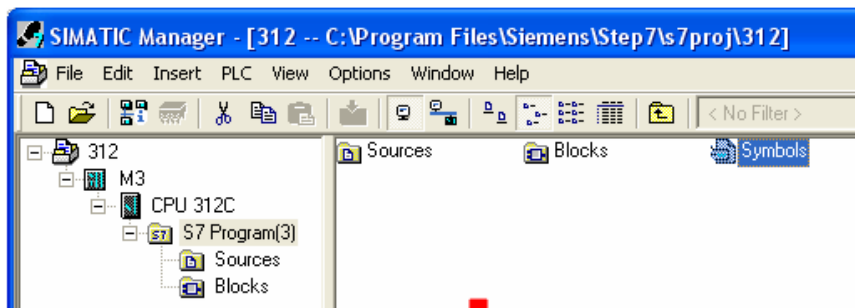 SIMATIC Manager - [312 -- C:\Program Files\Siemens\Step7\s7proj\312]
File Edit Insert PLC View Options Window Help
< No Filter >
312
M3
CPU 312C
S7 Program(3)
Sources
Blocks
Sources Blocks Symbols